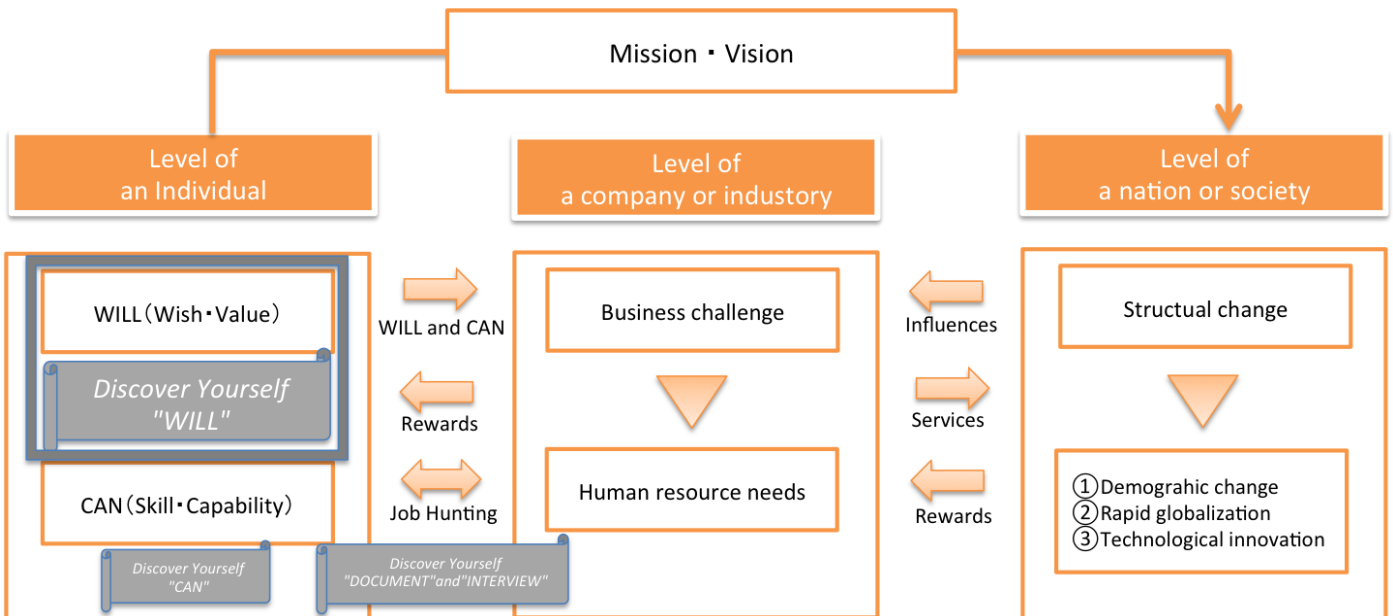 Mission・Vision
Level of
an Individual
Level of
a company or industory
Level of
a nation or society
WILL(Wish・Value)
Discover Yourself
"WILL"
CAN(Skill・Capability)
Discover Yourself
"CAN"
WILL and CAN
Rewards
Job Hunting
Discover Yourself
"DOCUMENT"and"INTERVIEW"
Business challenge
Human resource needs
Influences
Services
Rewards
Structual change
①Demograhic change
②Rapid globalization
③Technological innovation